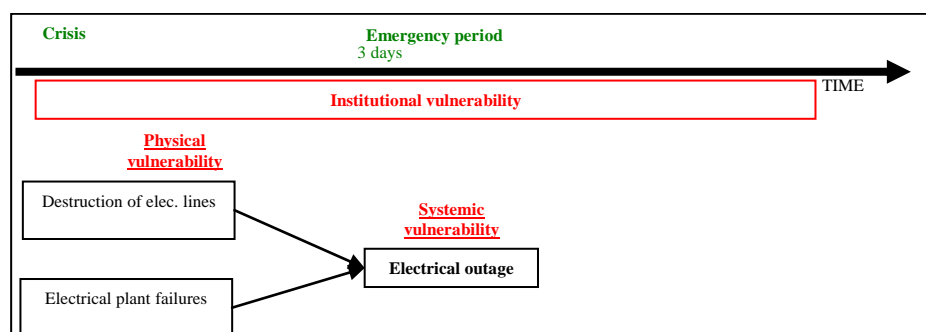 Crisis
Emergency period
3 days
TIME
Institutional vulnerability
Physical
vulnerability
Destruction of elec. lines
Systemic
vulnerability
Electrical outage
Electrical plant failures